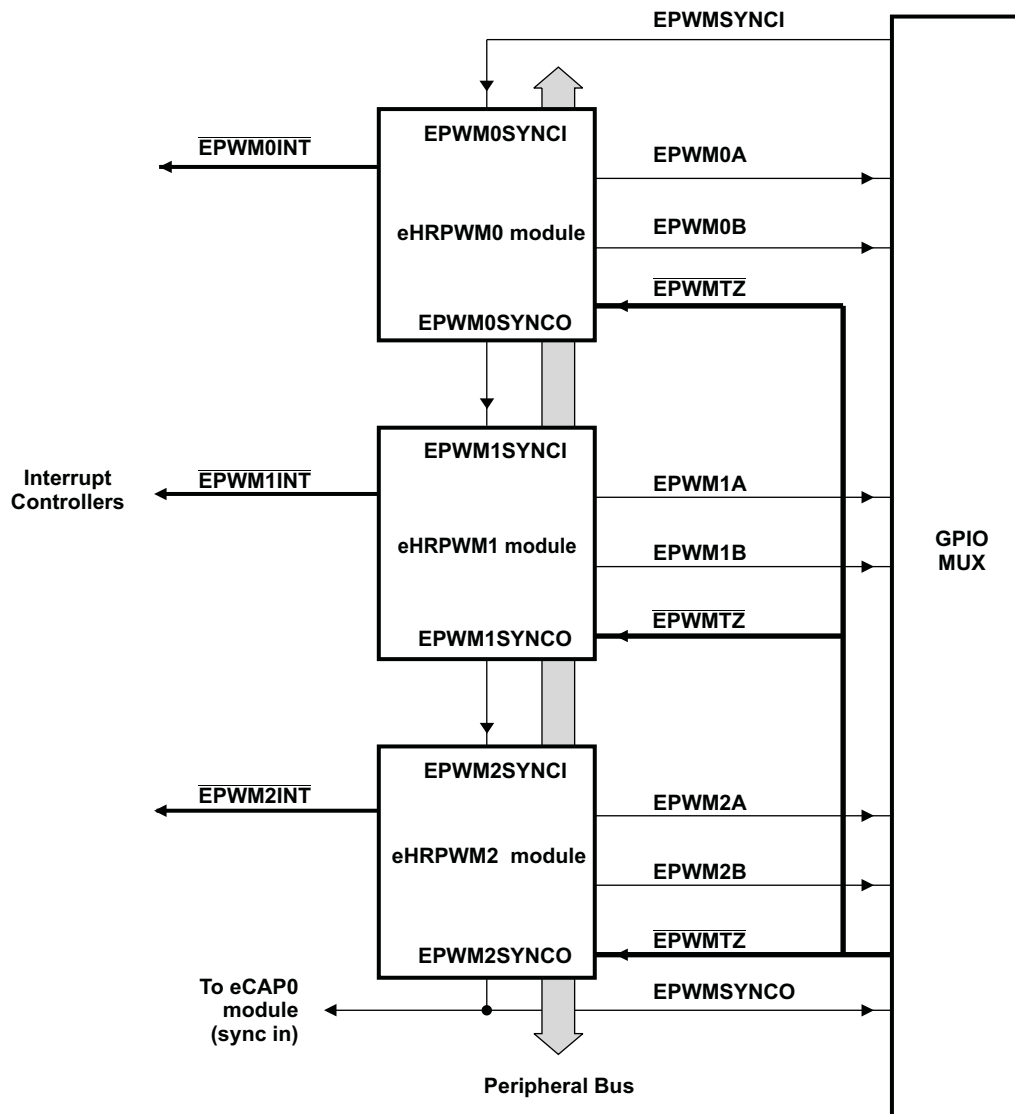 EPWMSYNCI
EPWM0SYNCI
EPWM0INT
EPWM0A
EPWM0B
eHRPWM0 module
EPWMTZ
EPWM0SYNCO
EPWM1SYNCI
Interrupt
Controllers
EPWM1INT
EPWM1A
GPIO
MUX
eHRPWM1 module
EPWM1B
EPWMTZ
EPWM1SYNCO
EPWM2SYNCI
EPWM2INT
EPWM2A
eHRPWM2 module
EPWM2B
EPWMTZ
EPWM2SYNCO
To eCAP0
module
(sync in)
EPWMSYNCO
Peripheral Bus